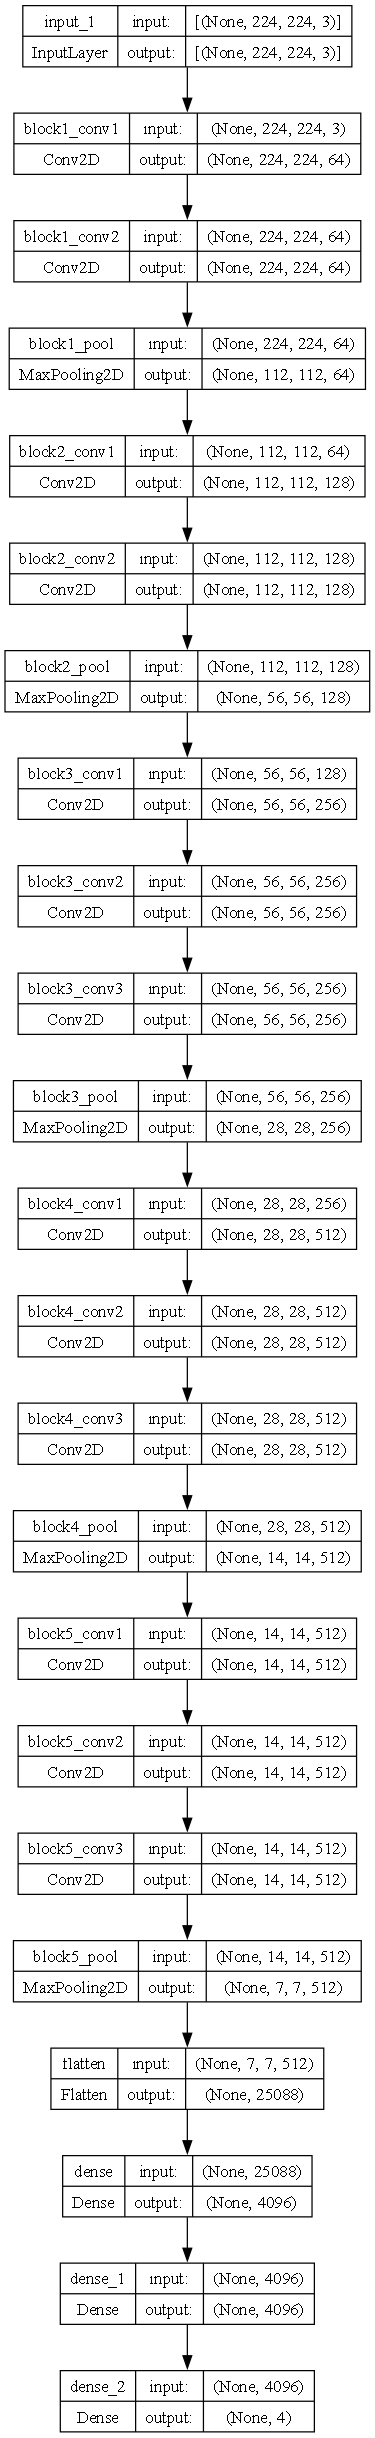 input_1 input: [(None, 224, 224, 3)]
InputLayer output: [(None, 224, 224, 3)]
block1_conv1 input: (None, 224, 224, 3)
Conv2D output: (None, 224, 224, 64)
block1_conv2 input: (None, 224, 224, 64)
Conv2D output: (None, 224, 224, 64)
block1_pool input: (None, 224, 224, 64)
MaxPooling2D output: (None, 112, 112, 64)
block2_conv1 input: (None, 112, 112, 64)
Conv2D output: (None, 112, 112, 128)
block2_conv2 input: (None, 112, 112, 128)
Conv2D output: (None, 112, 112, 128)
block2_pool input: (None, 112, 112, 128)
MaxPooling2D output: (None, 56, 56, 128)
block3_conv1 input: (None, 56, 56, 128)
Conv2D output: (None, 56, 56, 256)
block3_conv2 input: (None, 56, 56, 256)
Conv2D output: (None, 56, 56, 256)
block3_conv3 input: (None, 56, 56, 256)
Conv2D output: (None, 56, 56, 256)
block3_pool input: (None, 56, 56, 256)
MaxPooling2D output: (None, 28, 28, 256)
block4_conv1 input: (None, 28, 28, 256)
Conv2D output: (None, 28, 28, 512)
block4_conv2 input: (None, 28, 28, 512)
Conv2D output: (None, 28, 28, 512)
block4_conv3 input: (None, 28, 28, 512)
Conv2D output: (None, 28, 28, 512)
block4_pool input: (None, 28, 28, 512)
MaxPooling2D output: (None, 14, 14, 512)
block5_conv1 input: (None, 14, 14, 512)
Conv2D output: (None, 14, 14, 512)
block5_conv2 input: (None, 14, 14, 512)
Conv2D output: (None, 14, 14, 512)
block5_conv3 input: (None, 14, 14, 512)
Conv2D output: (None, 14, 14, 512)
block5_pool input: (None, 14, 14, 512)
MaxPooling2D output: (None, 7, 7, 512)
flatten input: (None, 7, 7, 512)
Flatten output: (None, 25088)
dense input: (None, 25088)
Dense output: (None, 4096)
dense_1 input: (None, 4096)
Dense output: (None, 4096)
dense_2 input: (None, 4096)
Dense output: (None, 4)